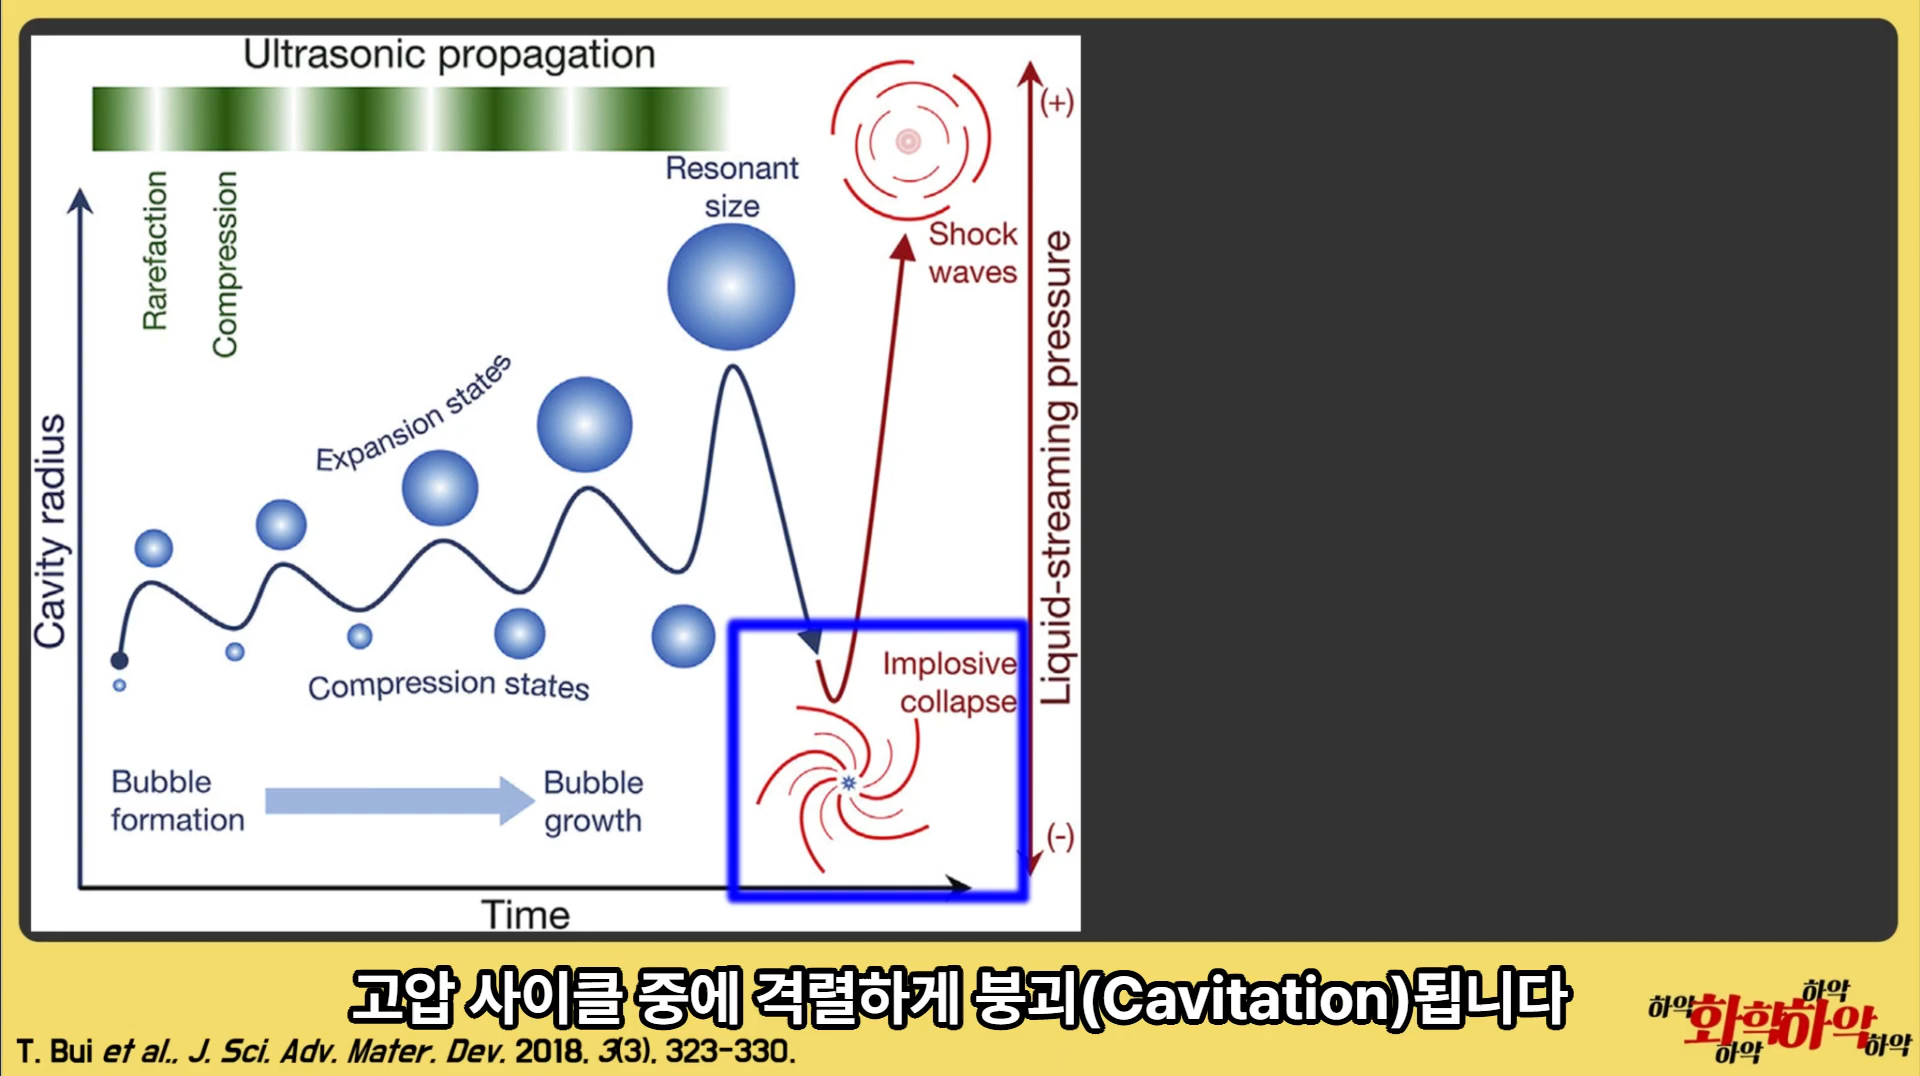 Ultrasonic propagation
(+)
Rarefaction
Compression
Resonant
size
Shock
waves
Liquid-streaming pressure
Expansion states
Cavity radius
Compression states
Implosive
collapse
Bubble
formation
Bubble
growth
(-)
Time
고압 사이클 중에 격렬하게 붕괴(Cavitation)됩니다
T. Bui et al., J. Sci. Adv. Mater. Dev. 2018, 3(3), 323-330.
하악
화학하악
하악
하악
하악